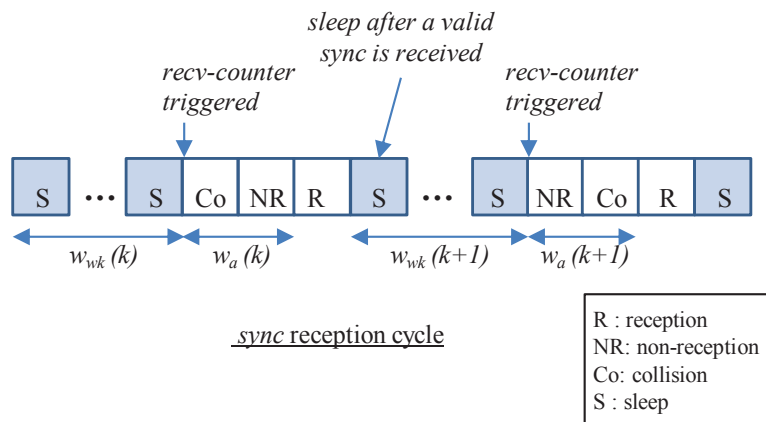 sleep after a valid
sync is received
recv-counter
triggered
recv-counter
triggered
S ••• S Co NR R S ••• S NR Co R S
w_wk (k) w_a (k) w_wk (k+1) w_a (k+1)
sync reception cycle
R : reception
NR: non-reception
Co: collision
S : sleep